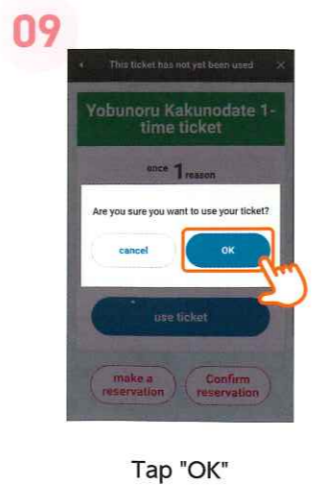 09
This ticket has not yet been used
Yobunoru Kakunodate 1-
time ticket
once 1 reason
Are you sure you want to use your ticket?
cancel
OK
use ticket
make a
reservation
Confirm
reservation
Tap "OK"